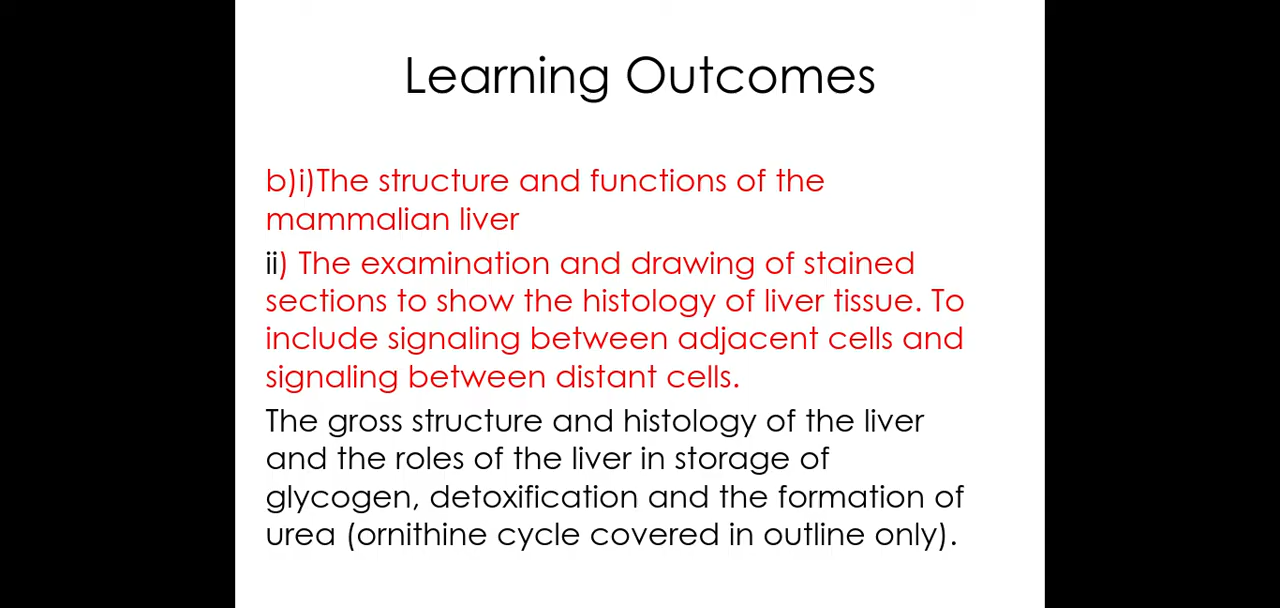 Learning Outcomes
b)i)The structure and functions of the
mammalian liver
ii) The examination and drawing of stained
sections to show the histology of liver tissue. To
include signaling between adjacent cells and
signaling between distant cells.
The gross structure and histology of the liver
and the roles of the liver in storage of
glycogen, detoxification and the formation of
urea (ornithine cycle covered in outline only).